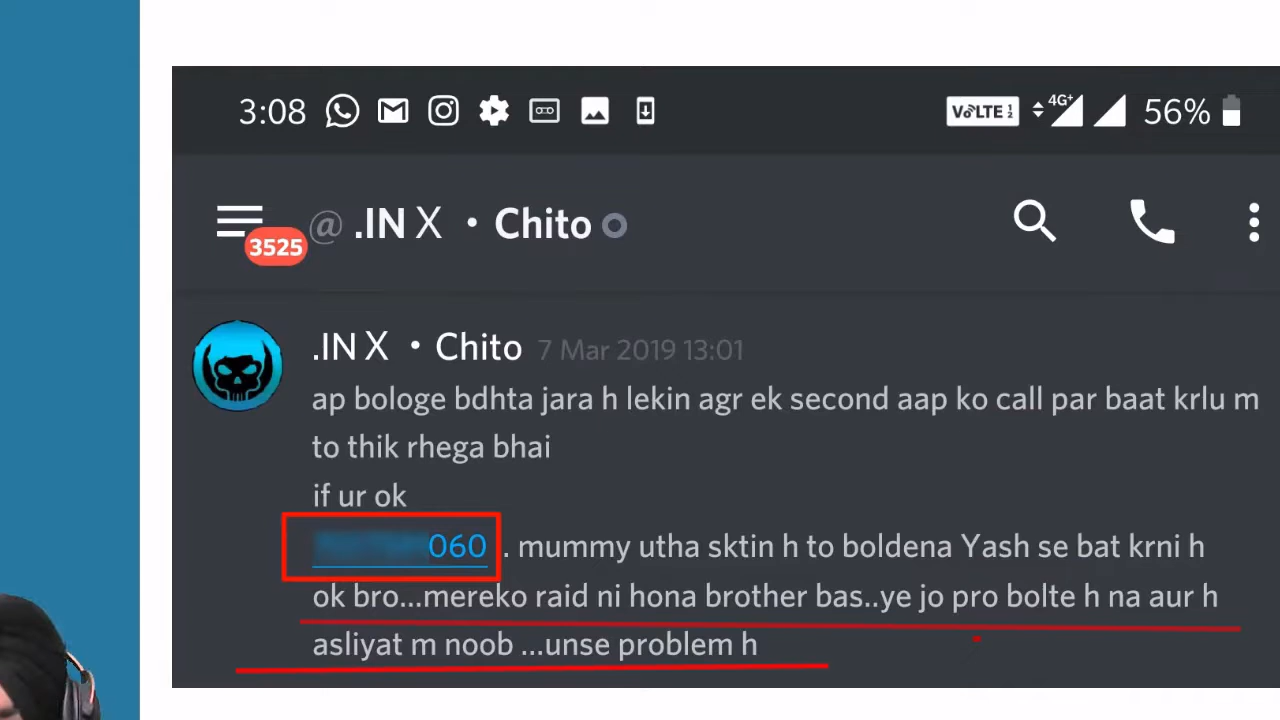 3:08 VoLTE 1 2 4G+ 56%
3525 @ .IN X • Chito
.IN X • Chito 7 Mar 2019 13:01
ap bologe bdhta jara h lekin agr ek second aap ko call par baat krlu m
to thik rhega bhai
if ur ok
060 . mummy utha sktin h to boldena Yash se bat krni h
ok bro...mereko raid ni hona brother bas..ye jo pro bolte h na aur h
asliyat m noob ...unse problem h